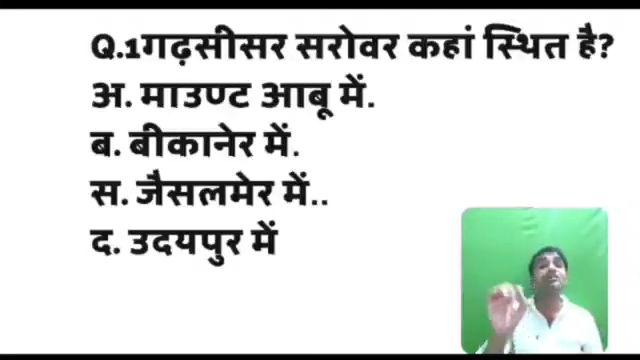 Q.1गढ़सीसर सरोवर कहां स्थित है?
अ. माउण्ट आबू में.
ब. बीकानेर में.
स. जैसलमेर में..
द. उदयपुर में